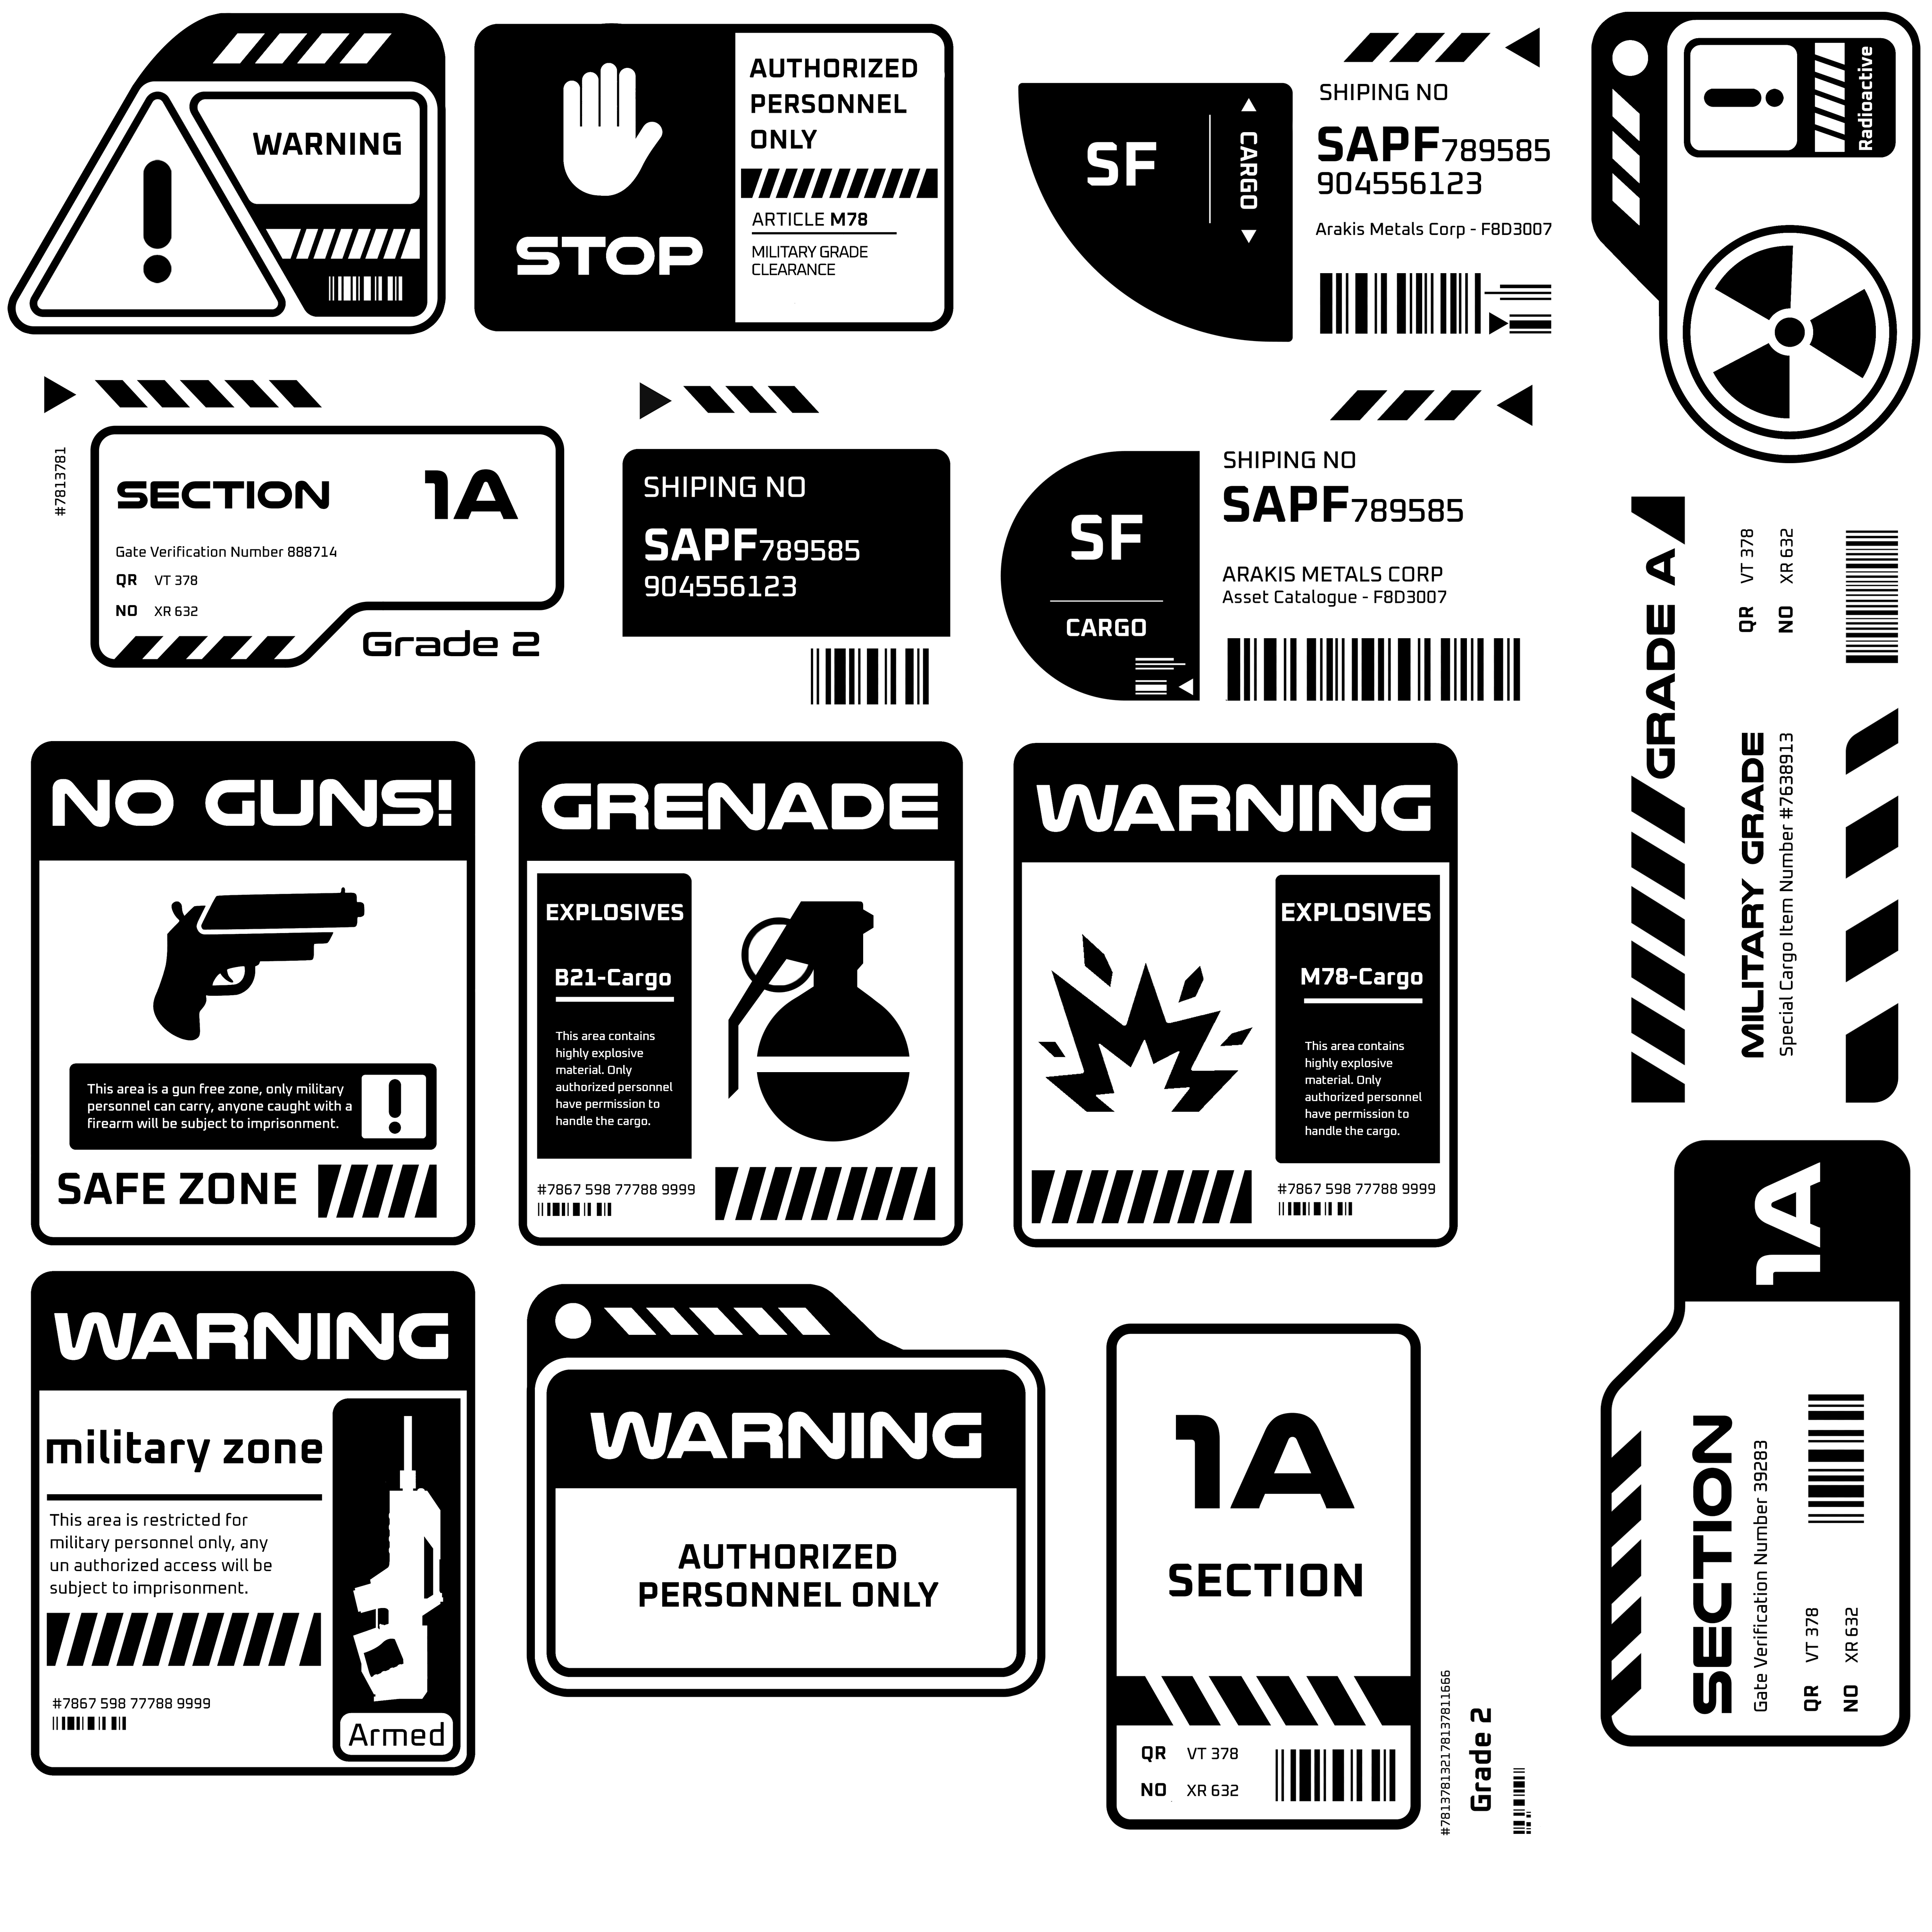 WARNING
STOP
AUTHORIZED
PERSONNEL
ONLY
ARTICLE M78
MILITARY GRADE
CLEARANCE
SF
CARGO
SHIPING NO
SAPF789585
904556123
Arakis Metals Corp - F8D3007
Radioactive
#7813781
SECTION 1A
Gate Verification Number 888714
QR VT 378
NO XR 632
Grade 2
SHIPING NO
SAPF789585
904556123
SF
CARGO
SHIPING NO
SAPF789585
ARAKIS METALS CORP
Asset Catalogue - F8D3007
GRADE A
QR VT 378
NO XR 632
MILITARY GRADE
Special Cargo Item Number #7638913
NO GUNS!
This area is a gun free zone, only military
personnel can carry, anyone caught with a
firearm will be subject to imprisonment.
SAFE ZONE
GRENADE
EXPLOSIVES
B21-Cargo
This area contains
highly explosive
material. Only
authorized personnel
have permission to
handle the cargo.
#7867 598 77788 9999
WARNING
EXPLOSIVES
M78-Cargo
This area contains
highly explosive
material. Only
authorized personnel
have permission to
handle the cargo.
#7867 598 77788 9999
WARNING
military zone
This area is restricted for
military personnel only, any
un authorized access will be
subject to imprisonment.
#7867 598 77788 9999
Armed
WARNING
AUTHORIZED
PERSONNEL ONLY
1A
SECTION
QR VT 378
NO XR 632
#7813781321781378​11666
Grade 2
1A
SECTION
Gate Verification Number 39283
QR VT 378
NO XR 632